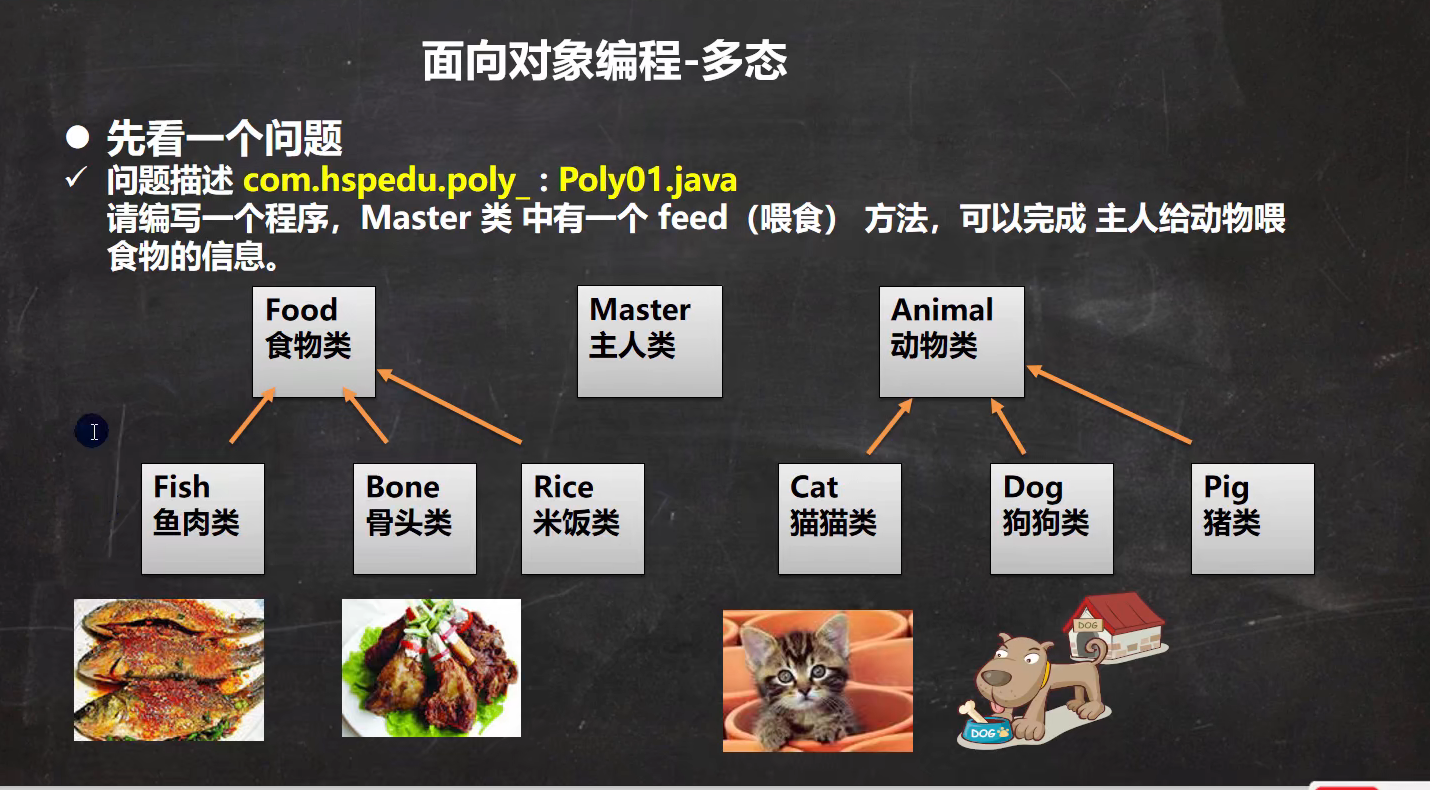 面向对象编程-多态
先看一个问题
问题描述 com.hspedu.poly_ : Poly01.java
请编写一个程序，Master 类 中有一个 feed（喂食） 方法，可以完成 主人给动物喂
食物的信息。
Food
食物类
Master
主人类
Animal
动物类
Fish
鱼肉类
Bone
骨头类
Rice
米饭类
Cat
猫猫类
Dog
狗狗类
Pig
猪类
DOG
DOG